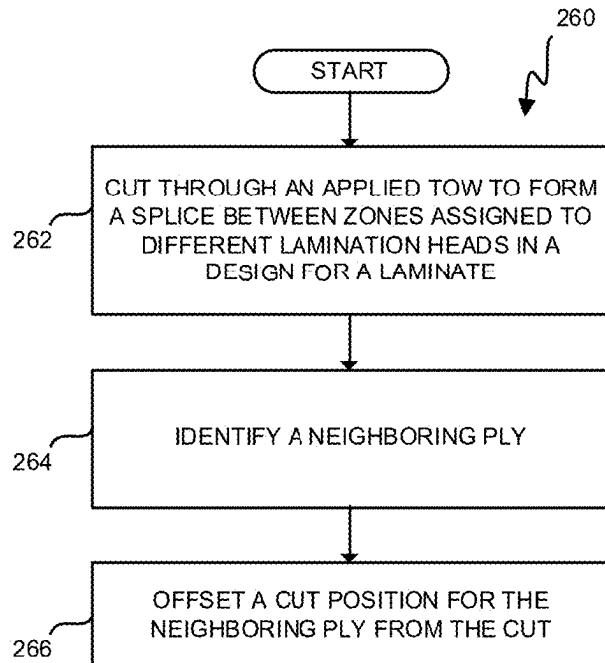 260
START
CUT THROUGH AN APPLIED TOW TO FORM
A SPLICE BETWEEN ZONES ASSIGNED TO
DIFFERENT LAMINATION HEADS IN A
DESIGN FOR A LAMINATE
262
IDENTIFY A NEIGHBORING PLY
264
OFFSET A CUT POSITION FOR THE
NEIGHBORING PLY FROM THE CUT
266